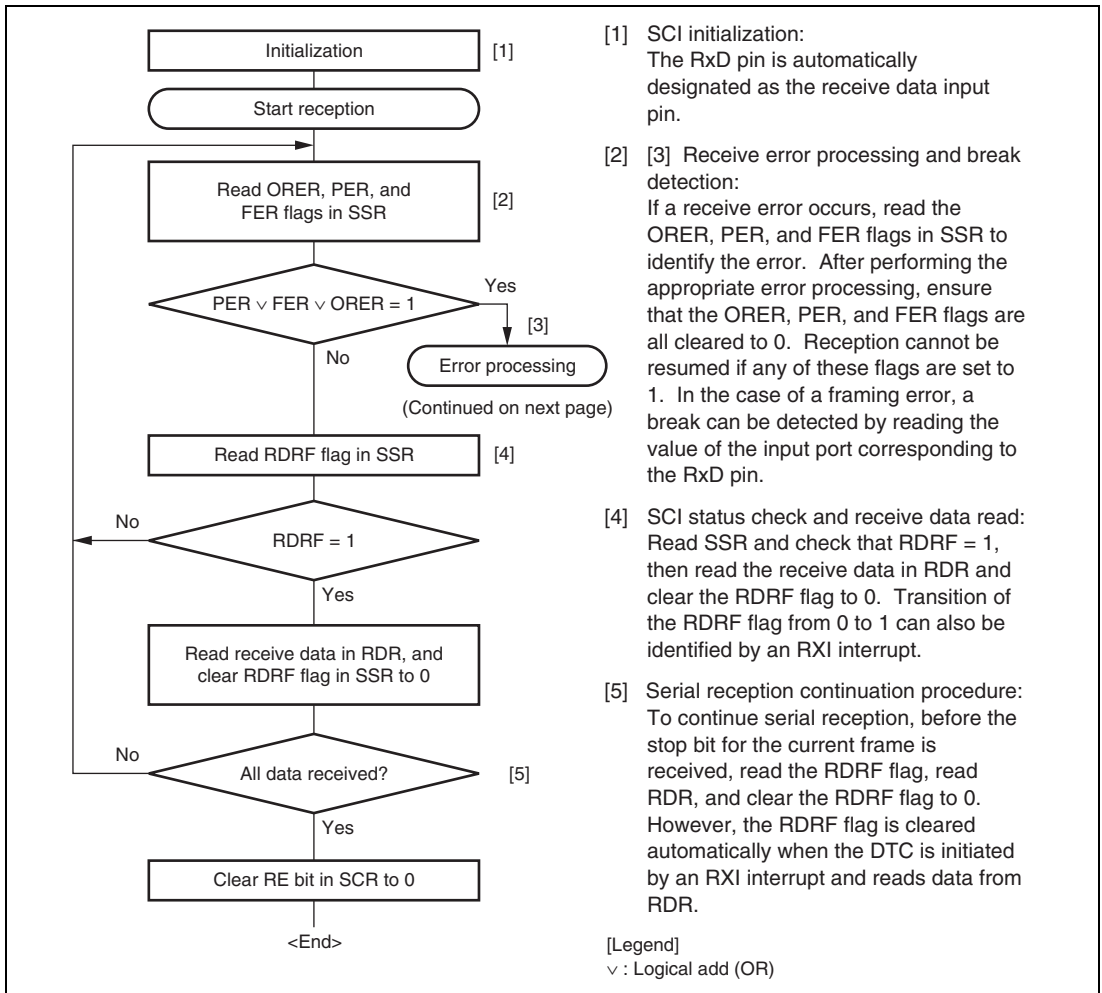 Initialization
[1]
Start reception
Read ORER, PER, and
FER flags in SSR
[2]
PER ∨ FER ∨ ORER = 1
Yes
[3]
No
Error processing
(Continued on next page)
Read RDRF flag in SSR
[4]
No
RDRF = 1
Yes
Read receive data in RDR, and
clear RDRF flag in SSR to 0
No
All data received?
[5]
Yes
Clear RE bit in SCR to 0
<End>
[1] SCI initialization:
The RxD pin is automatically
designated as the receive data input
pin.
[2] [3] Receive error processing and break
detection:
If a receive error occurs, read the
ORER, PER, and FER flags in SSR to
identify the error. After performing the
appropriate error processing, ensure
that the ORER, PER, and FER flags are
all cleared to 0. Reception cannot be
resumed if any of these flags are set to
1. In the case of a framing error, a
break can be detected by reading the
value of the input port corresponding to
the RxD pin.
[4] SCI status check and receive data read:
Read SSR and check that RDRF = 1,
then read the receive data in RDR and
clear the RDRF flag to 0. Transition of
the RDRF flag from 0 to 1 can also be
identified by an RXI interrupt.
[5] Serial reception continuation procedure:
To continue serial reception, before the
stop bit for the current frame is
received, read the RDRF flag, read
RDR, and clear the RDRF flag to 0.
However, the RDRF flag is cleared
automatically when the DTC is initiated
by an RXI interrupt and reads data from
RDR.
[Legend]
∨ : Logical add (OR)